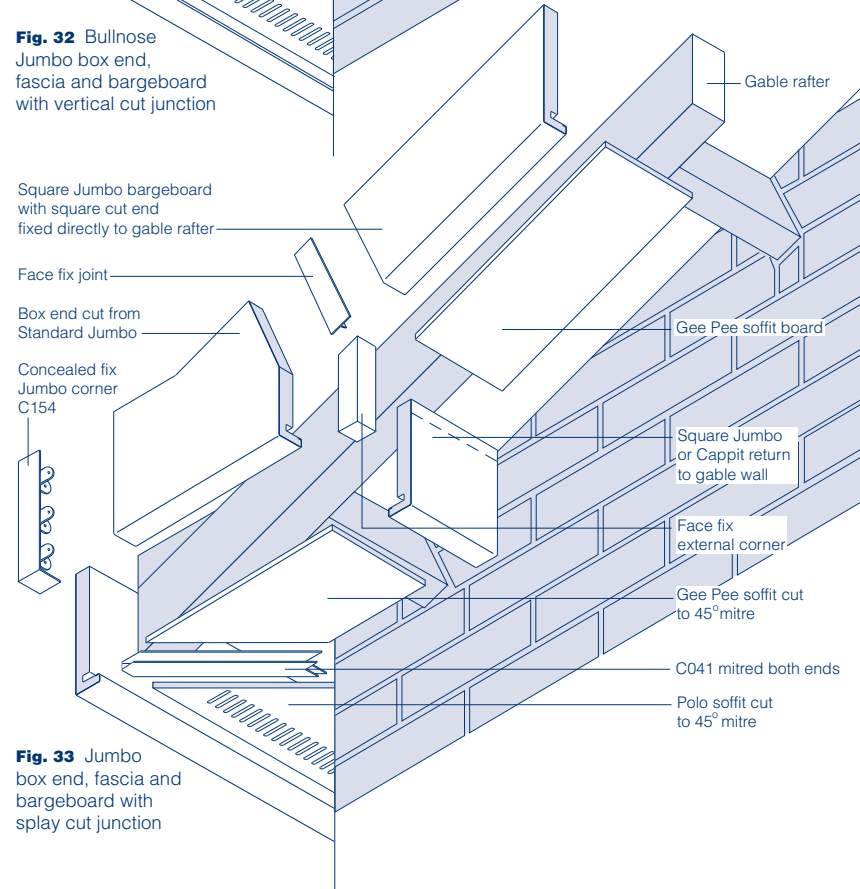 Fig. 32 Bullnose
Jumbo box end,
fascia and bargeboard
with vertical cut junction
Gable rafter
Square Jumbo bargeboard
with square cut end
fixed directly to gable rafter
Face fix joint
Box end cut from
Standard Jumbo
Gee Pee soffit board
Concealed fix
Jumbo corner
C154
Square Jumbo
or Cappit return
to gable wall
Face fix
external corner
Gee Pee soffit cut
to 45° mitre
C041 mitred both ends
Polo soffit cut
to 45° mitre
Fig. 33 Jumbo
box end, fascia and
bargeboard with
splay cut junction